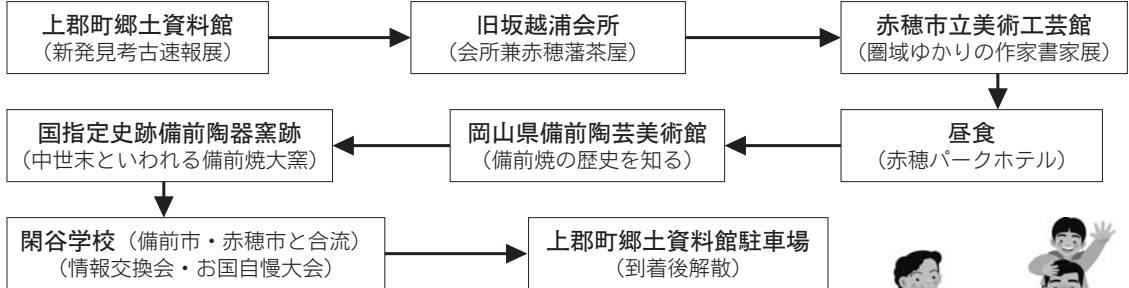 上郡町郷土資料館
（新発見考古速報展）
旧坂越浦会所
（会所兼赤穂藩茶屋）
赤穂市立美術工芸館
（圏域ゆかりの作家書家展）
昼食
（赤穂パークホテル）
岡山県備前陶芸美術館
（備前焼の歴史を知る）
国指定史跡備前陶器窯跡
（中世末といわれる備前焼大窯）
閑谷学校（備前市・赤穂市と合流）
（情報交換会・お国自慢大会）
上郡町郷土資料館駐車場
（到着後解散）